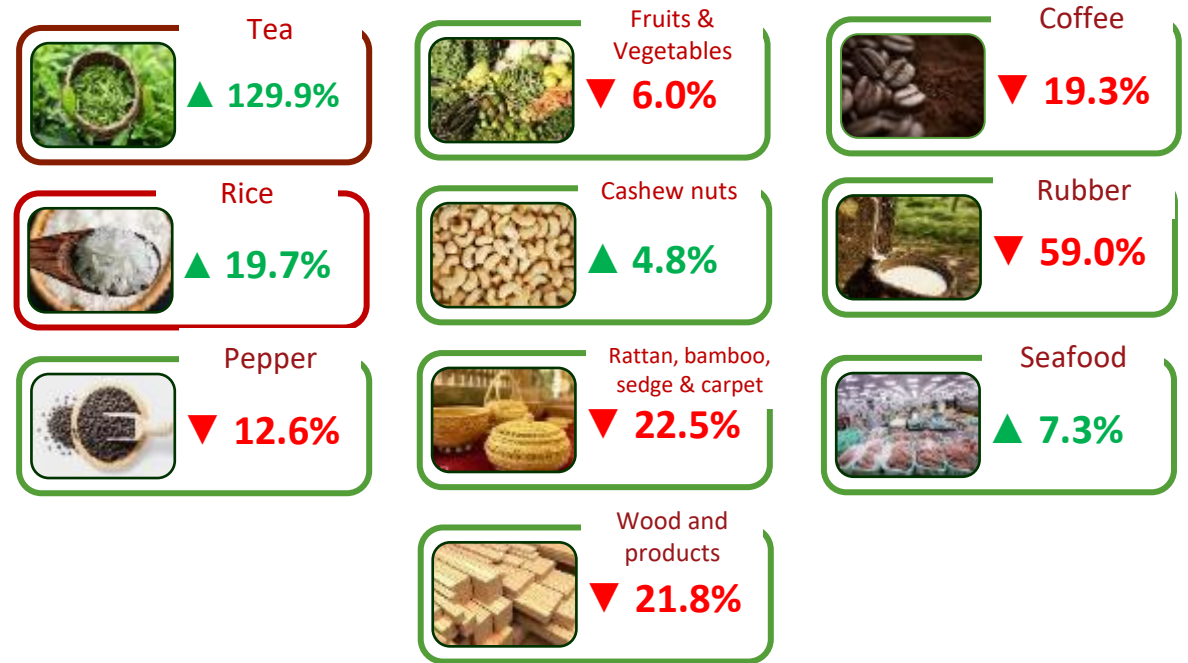 Tea
▲ 129.9%
Fruits &
Vegetables
▼ 6.0%
Coffee
▼ 19.3%
Rice
▲ 19.7%
Cashew nuts
▲ 4.8%
Rubber
▼ 59.0%
Pepper
▼ 12.6%
Rattan, bamboo,
sedge & carpet
▼ 22.5%
Seafood
▲ 7.3%
Wood and
products
▼ 21.8%